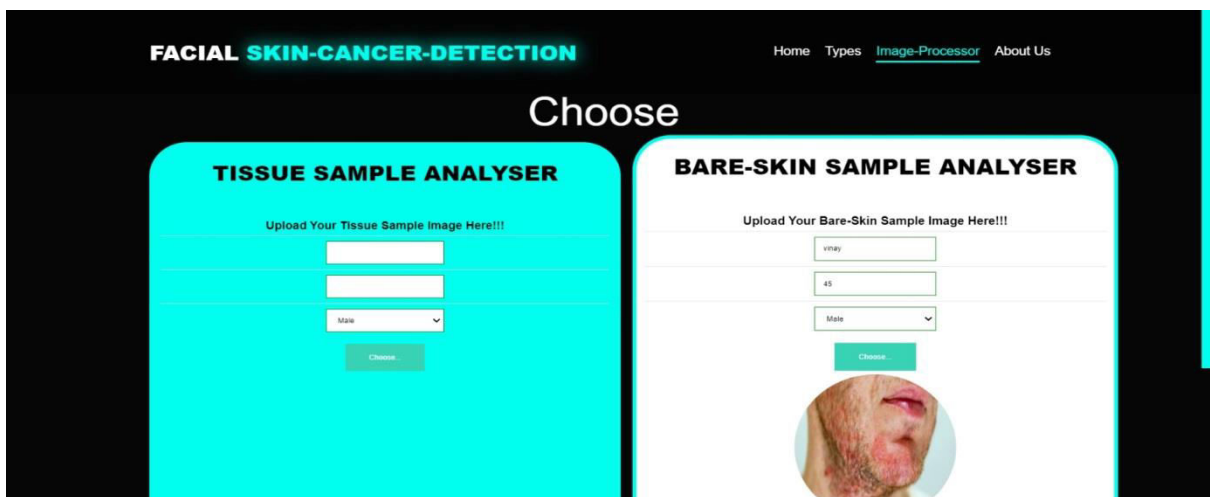 FACIAL SKIN-CANCER-DETECTION
Home Types Image-Processor About Us
Choose
TISSUE SAMPLE ANALYSER
Upload Your Tissue Sample Image Here!!!
Male
Choose...
BARE-SKIN SAMPLE ANALYSER
Upload Your Bare-Skin Sample Image Here!!!
vinay
45
Male
Choose...